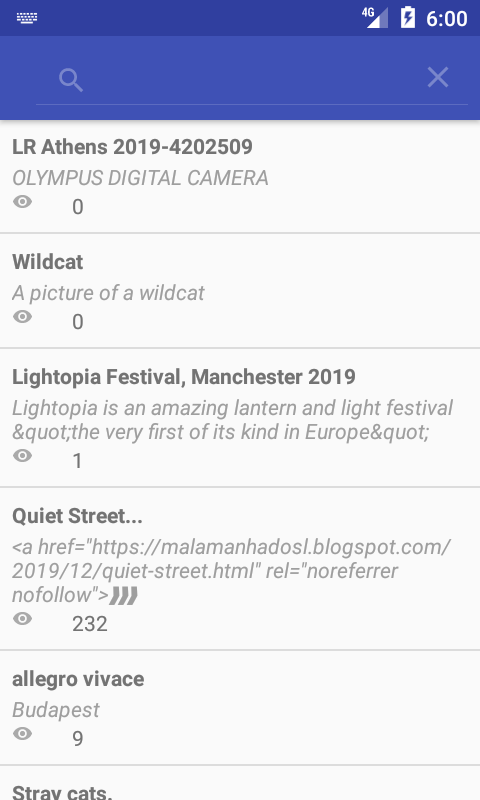 4G 6:00
LR Athens 2019-4202509
OLYMPUS DIGITAL CAMERA
0
Wildcat
A picture of a wildcat
0
Lightopia Festival, Manchester 2019
Lightopia is an amazing lantern and light festival
&quot;the very first of its kind in Europe&quot;
1
Quiet Street...
<a href="https://malamanhadosl.blogspot.com/
2019/12/quiet-street.html" rel="noreferrer
nofollow">❫❫❫
232
allegro vivace
Budapest
9
Stray cats.